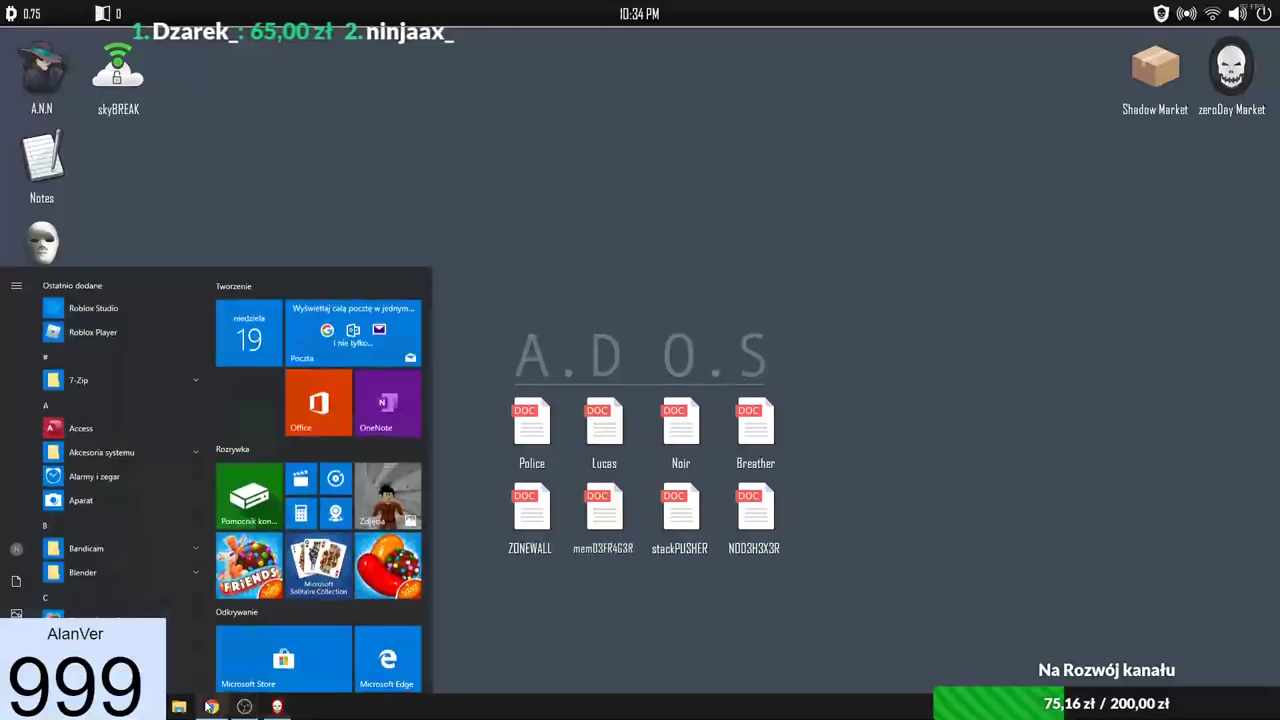 0.75
0
10:34 PM
1. Dzarek_: 65,00 zł 2. ninjaax_
A.N.N
skyBREAK
Shadow Market
zeroDay Market
Notes
Ostatnio dodane
Roblox Studio
Roblox Player
#
7-Zip
A
Access
Akcesoria systemu
Alarmy i zegar
Aparat
B
Bandicam
Blender
C
Tworzenie
niedziela
19
Wyświetlaj całą pocztę w jednym...
I nie tylko...
Poczta
Office
OneNote
Rozrywka
Pomocnik kon...
Zdjęcia
FRIENDS
Microsoft
Solitaire Collection
Odkrywanie
Microsoft Store
Microsoft Edge
A.D O.S
DOC
DOC
DOC
DOC
Police
Lucas
Noir
Breather
DOC
DOC
DOC
DOC
ZONEWALL
memD3FR4G3R
stackPUSHER
NODE3H3X3R
AlanVer
999
Na Rozwój kanału
75,16 zł / 200,00 zł